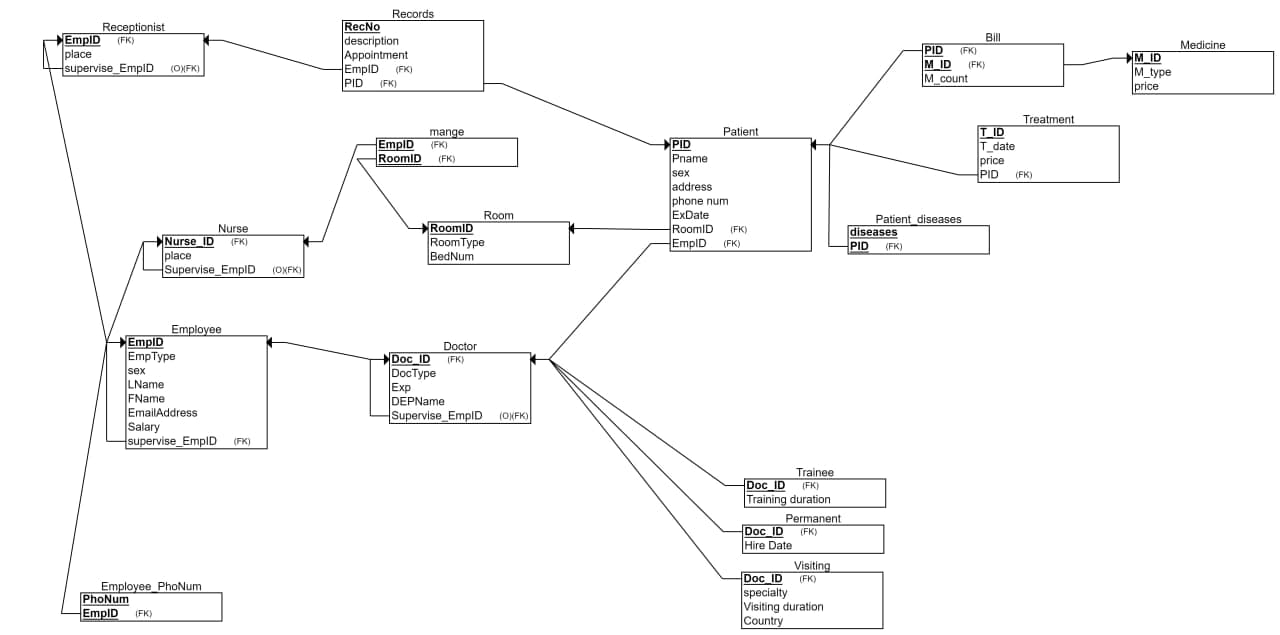 Receptionist
EmpID (FK)
place
supervise_EmpID (O)(FK)
Records
RecNo
description
Appointment
EmpID (FK)
PID (FK)
Bill
PID (FK)
M_ID (FK)
M_count
Medicine
M_ID
M_type
price
mange
EmpID (FK)
RoomID (FK)
Patient
PID
Pname
sex
address
phone num
ExDate
RoomID (FK)
EmpID (FK)
Treatment
T_ID
T_date
price
PID (FK)
Nurse
Nurse_ID (FK)
place
Supervise_EmpID (O)(FK)
Room
RoomID
RoomType
BedNum
Patient_diseases
diseases
PID (FK)
Employee
EmpID
EmpType
sex
LName
FName
EmailAddress
Salary
supervise_EmpID (FK)
Doctor
Doc_ID (FK)
DocType
Exp
DEPName
Supervise_EmpID (O)(FK)
Trainee
Doc_ID (FK)
Training duration
Permanent
Doc_ID (FK)
Hire Date
Visiting
Doc_ID (FK)
specialty
Visiting duration
Country
Employee_PhoNum
PhoNum
EmpID (FK)